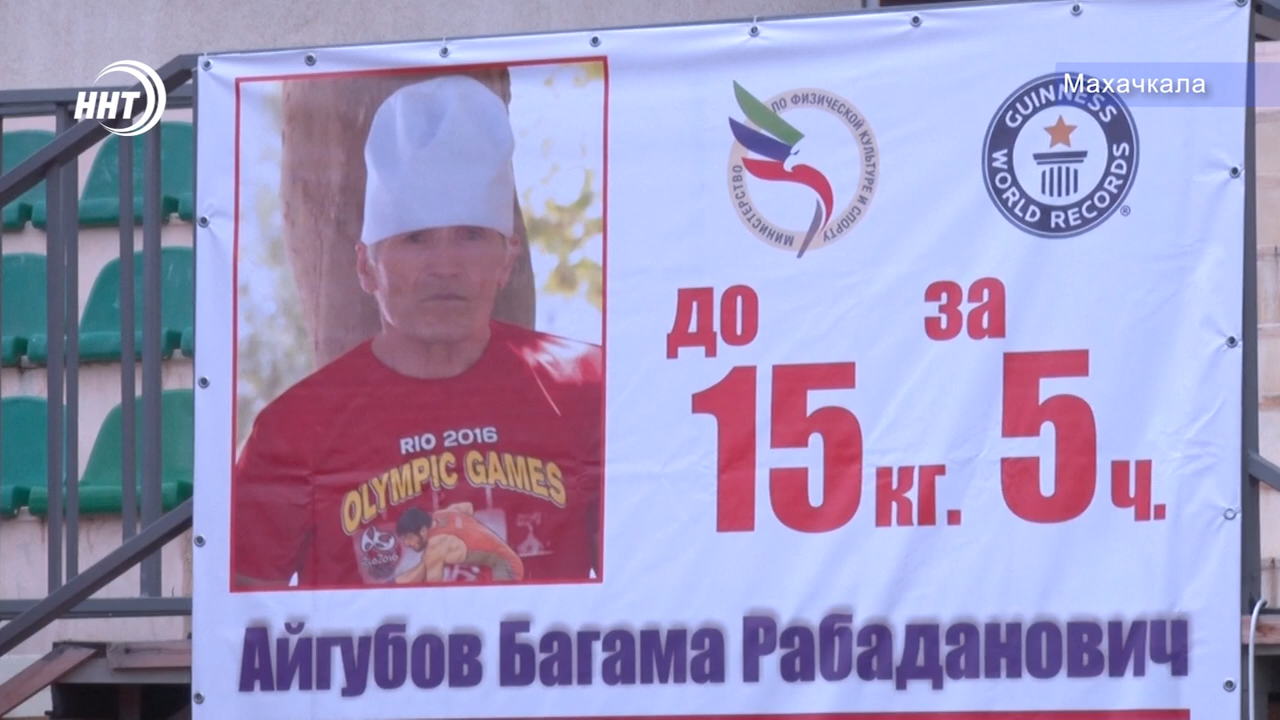 ННТ
Махачкала
МИНИСТЕРСТВО ПО ФИЗИЧЕСКОЙ КУЛЬТУРЕ И СПОРТУ
GUINNESS
WORLD RECORDS
®
до
за
15 кг. 5 ч.
RIO 2016
OLYMPIC GAMES
Rio2016
Айгубов Багама Рабаданович